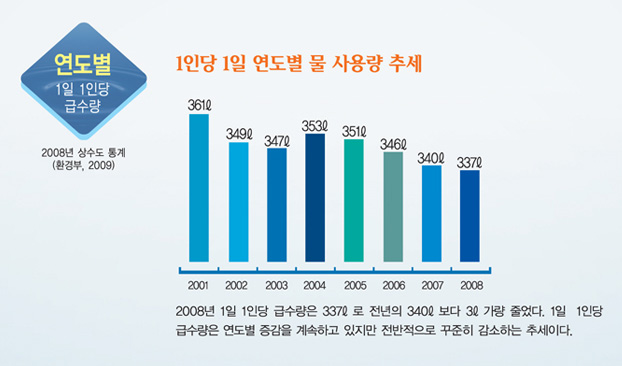 연도별
1일 1인당
급수량
2008년 상수도 통계
(환경부, 2009)
1인당 1일 연도별 물 사용량 추세
361ℓ
349ℓ
347ℓ
353ℓ
351ℓ
346ℓ
340ℓ
337ℓ
2001 2002 2003 2004 2005 2006 2007 2008
2008년 1일 1인당 급수량은 337ℓ 로 전년의 340ℓ 보다 3ℓ 가량 줄었다. 1일 1인당
급수량은 연도별 증감을 계속하고 있지만 전반적으로 꾸준히 감소하는 추세이다.